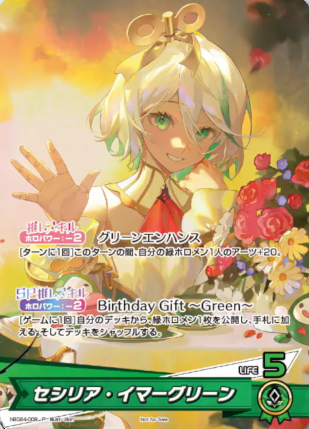 推しスキル
ホロパワー：－2
グリーンエンハンス
[ターンに1回]このターンの間、自分の緑ホロメン1人のアーツ+20。
SP推しスキル
ホロパワー：－2
Birthday Gift ～Green～
[ゲームに1回]自分のデッキから、緑ホロメン1枚を公開し、手札に加
える。そしてデッキをシャッフルする。
LIFE 5
セシリア・イマーグリーン
Not for Sale